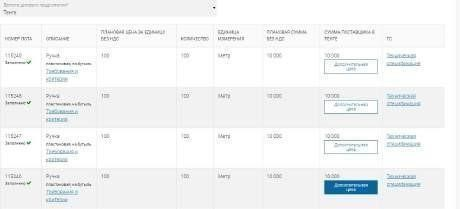 Валюта ценового предложения*
Тенге
НОМЕР ЛОТА ОПИСАНИЕ ПЛАНОВАЯ ЦЕНА ЗА ЕДИНИЦУ БЕЗ НДС КОЛИЧЕСТВО ЕДИНИЦА ИЗМЕРЕНИЯ ПЛАНОВАЯ СУММА БЕЗ НДС СУММА ПОСТАВЩИКА В ТЕНГЕ ТС
115249 Ручка 100 100 Метр 10 000 10 000 Техническая
Заполнено пластиковая на бутыль Дополнительная цена спецификация
Требования и
критерии
115248 Ручка 100 100 Метр 10 000 10 000 Техническая
Заполнено пластиковая на бутыль Дополнительная цена спецификация
Требования и
критерии
115247 Ручка 100 100 Метр 10 000 10 000 Техническая
Заполнено пластиковая на бутыль Дополнительная цена спецификация
Требования и
критерии
115246 Ручка 100 100 Метр 10 000 10 000 Техническая
Заполнено пластиковая на бутыль Дополнительная цена спецификация
Требования и
критерии